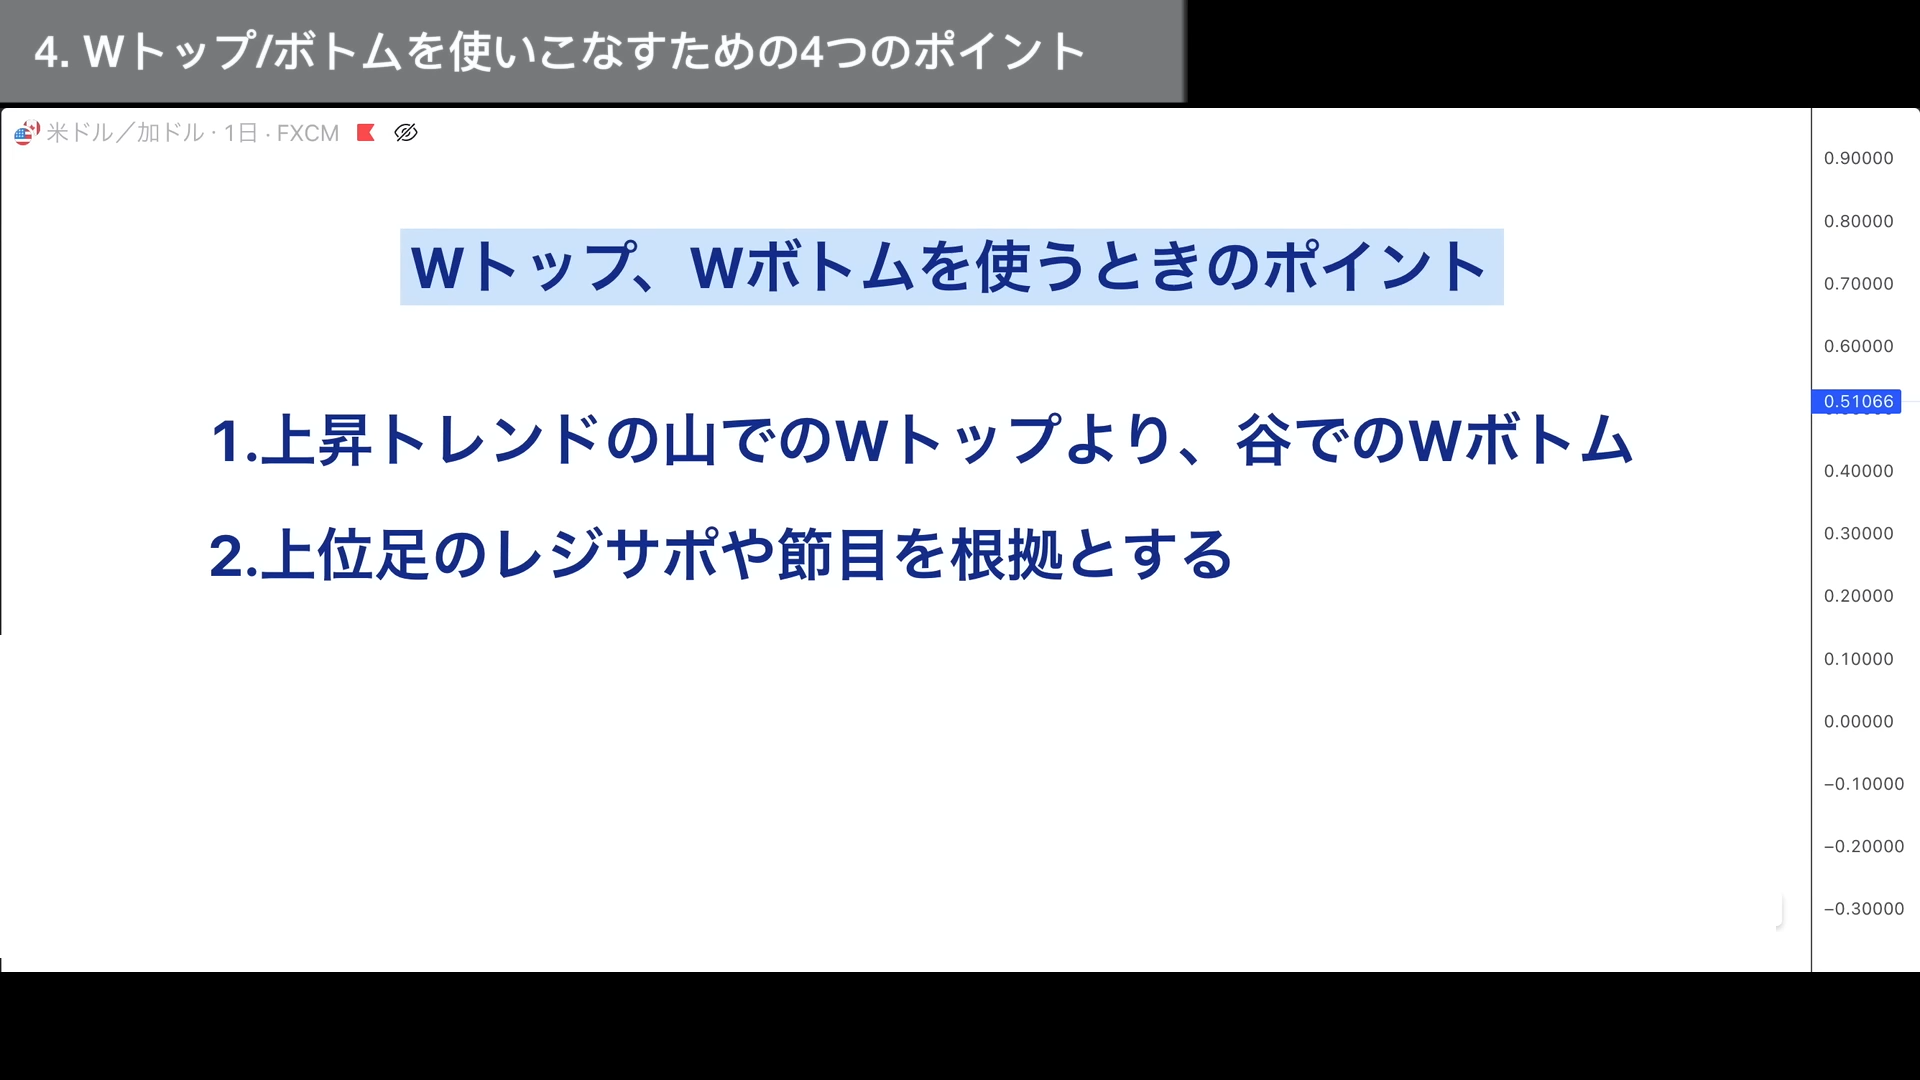 4. Wトップ/ボトムを使いこなすための4つのポイント
米ドル／加ドル · 1日 · FXCM
Wトップ、Wボトムを使うときのポイント
1.上昇トレンドの山でのWトップより、谷でのWボトム
2.上位足のレジサポや節目を根拠とする
0.90000
0.80000
0.70000
0.60000
0.51066
0.40000
0.30000
0.20000
0.10000
0.00000
−0.10000
−0.20000
−0.30000